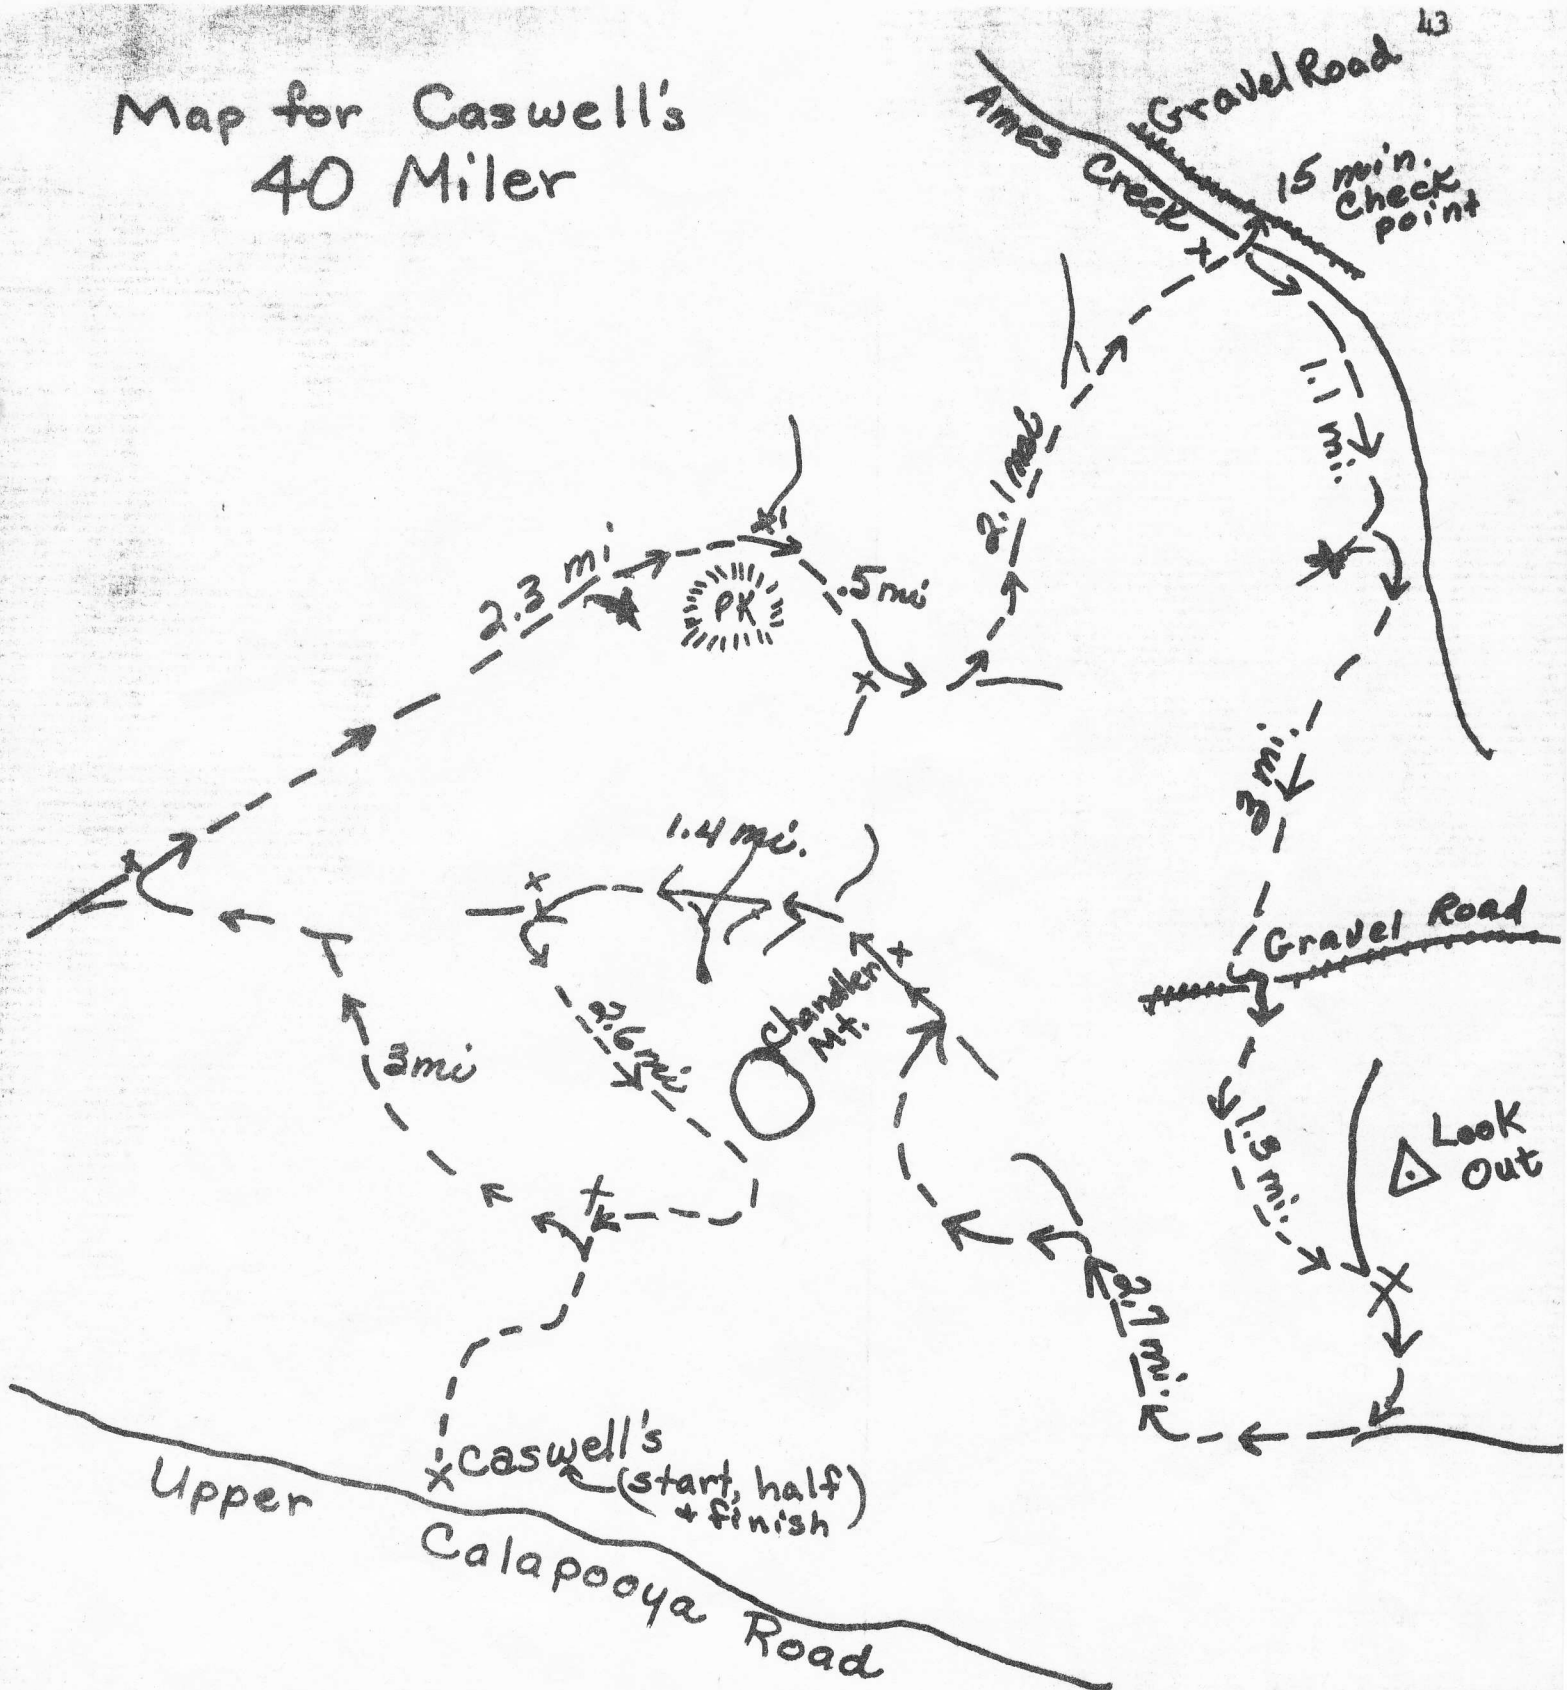 43
Map for Caswell's
40 Miler
Gravel Road
Ames Creek
15 min.
Check
point
1.1 mi.
2.1 mi
2.3 mi
PK
.5 mi
3 mi.
1.4 mi.
Gravel Road
Chandler
Mt.
2.6 mi
3 mi
Look
Out
1.3 mi.
2.7 mi.
Caswell's
(start, half
+ finish)
Upper
Calapooya Road